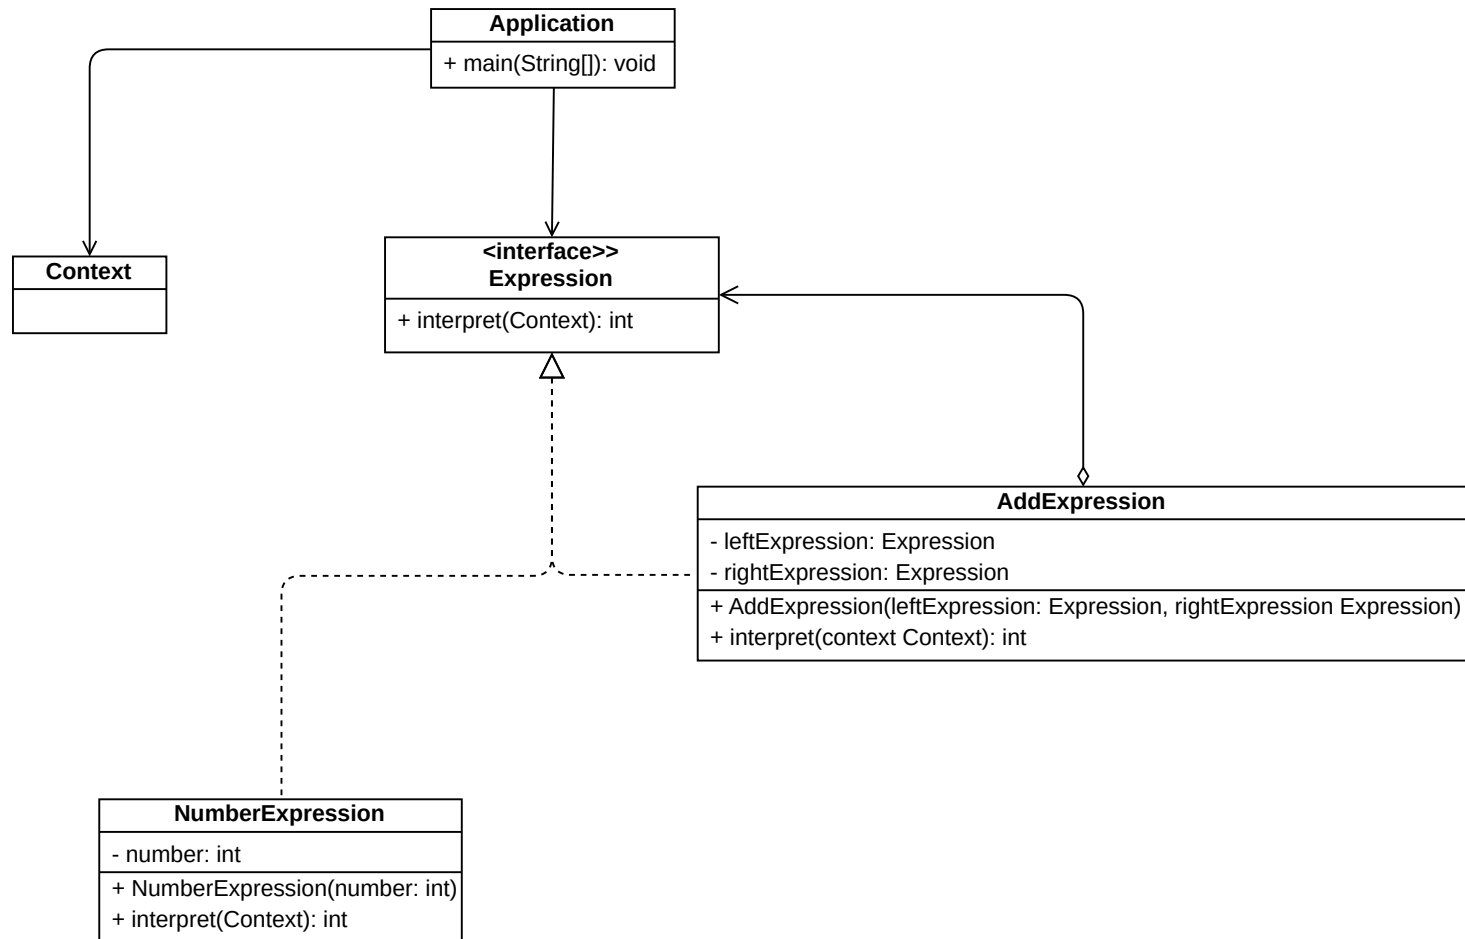 Application
+ main(String[]): void
Context
<interface>>
Expression
+ interpret(Context): int
AddExpression
- leftExpression: Expression
- rightExpression: Expression
+ AddExpression(leftExpression: Expression, rightExpression Expression)
+ interpret(context Context): int
NumberExpression
- number: int
+ NumberExpression(number: int)
+ interpret(Context): int